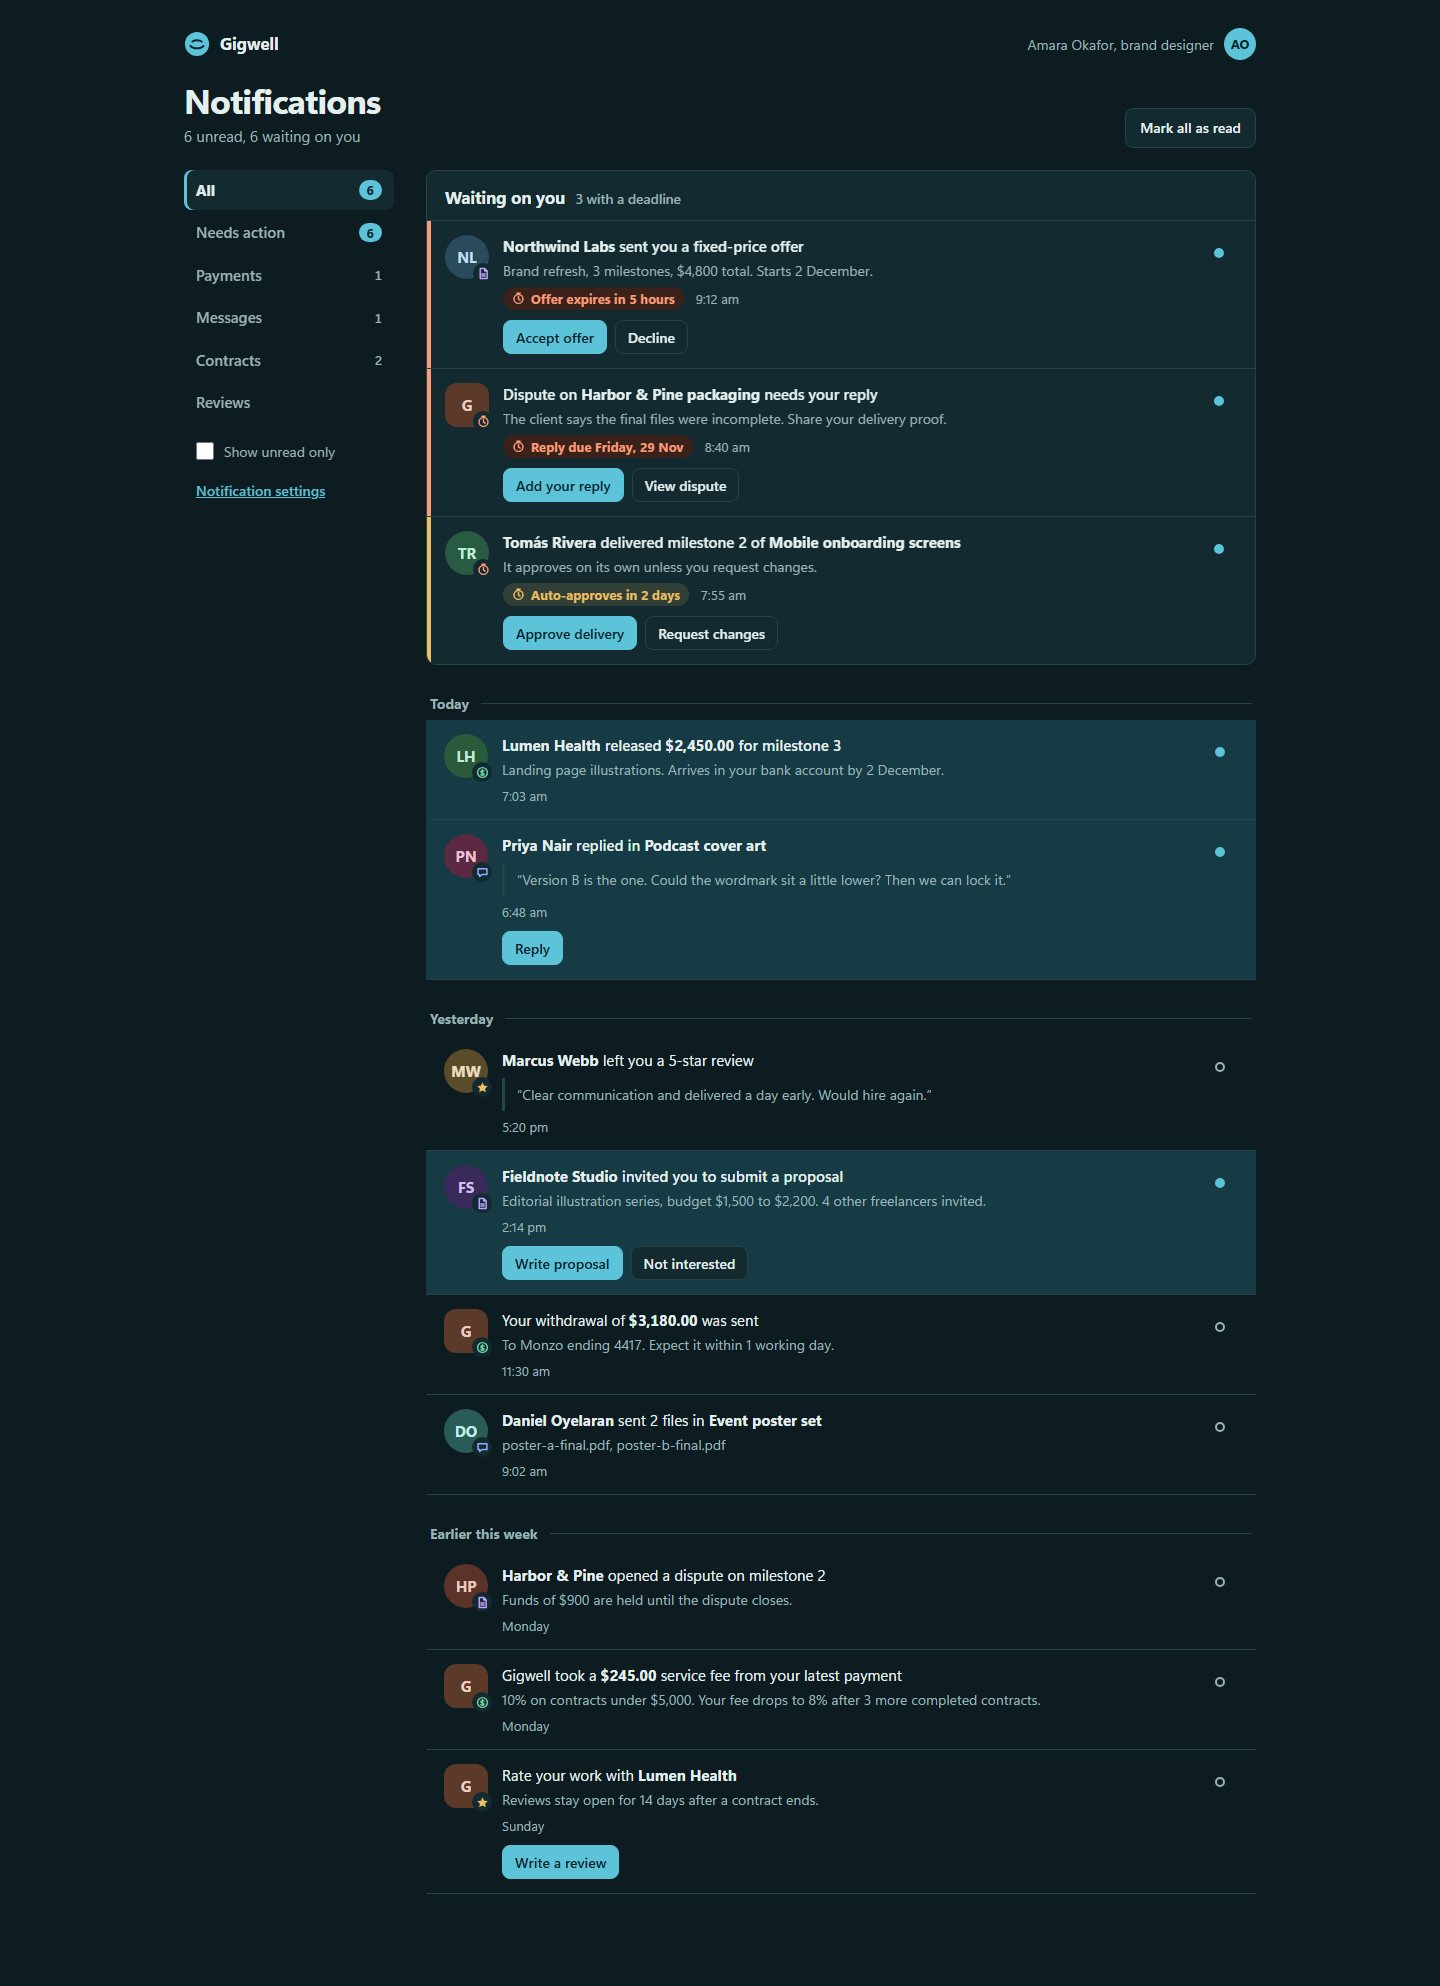 Gigwell
Amara Okafor, brand designer
AO
Notifications
6 unread, 6 waiting on you
Mark all as read
All
6
Needs action
6
Payments
1
Messages
1
Contracts
2
Reviews
Show unread only
Notification settings
Waiting on you 3 with a deadline
NL
Northwind Labs sent you a fixed-price offer
Brand refresh, 3 milestones, $4,800 total. Starts 2 December.
Offer expires in 5 hours 9:12 am
Accept offer Decline
G
Dispute on Harbor & Pine packaging needs your reply
The client says the final files were incomplete. Share your delivery proof.
Reply due Friday, 29 Nov 8:40 am
Add your reply View dispute
TR
Tomás Rivera delivered milestone 2 of Mobile onboarding screens
It approves on its own unless you request changes.
Auto-approves in 2 days 7:55 am
Approve delivery Request changes
Today
LH
Lumen Health released $2,450.00 for milestone 3
Landing page illustrations. Arrives in your bank account by 2 December.
7:03 am
PN
Priya Nair replied in Podcast cover art
“Version B is the one. Could the wordmark sit a little lower? Then we can lock it.”
6:48 am
Reply
Yesterday
MW
Marcus Webb left you a 5-star review
“Clear communication and delivered a day early. Would hire again.”
5:20 pm
FS
Fieldnote Studio invited you to submit a proposal
Editorial illustration series, budget $1,500 to $2,200. 4 other freelancers invited.
2:14 pm
Write proposal Not interested
G
Your withdrawal of $3,180.00 was sent
To Monzo ending 4417. Expect it within 1 working day.
11:30 am
DO
Daniel Oyelaran sent 2 files in Event poster set
poster-a-final.pdf, poster-b-final.pdf
9:02 am
Earlier this week
HP
Harbor & Pine opened a dispute on milestone 2
Funds of $900 are held until the dispute closes.
Monday
G
Gigwell took a $245.00 service fee from your latest payment
10% on contracts under $5,000. Your fee drops to 8% after 3 more completed contracts.
Monday
G
Rate your work with Lumen Health
Reviews stay open for 14 days after a contract ends.
Sunday
Write a review